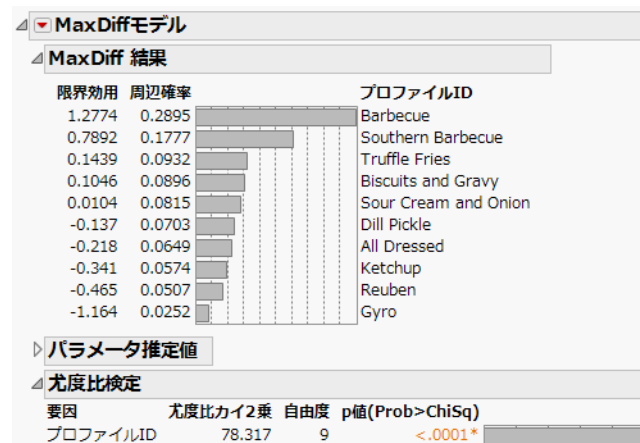 MaxDiffモデル
MaxDiff 結果
限界効用 周辺確率 プロファイルID
1.2774 0.2895 Barbecue
0.7892 0.1777 Southern Barbecue
0.1439 0.0932 Truffle Fries
0.1046 0.0896 Biscuits and Gravy
0.0104 0.0815 Sour Cream and Onion
-0.137 0.0703 Dill Pickle
-0.218 0.0649 All Dressed
-0.341 0.0574 Ketchup
-0.465 0.0507 Reuben
-1.164 0.0252 Gyro
パラメータ推定値
尤度比検定
要因 尤度比カイ2乗 自由度 p値(Prob>ChiSq)
プロファイルID 78.317 9 <.0001*